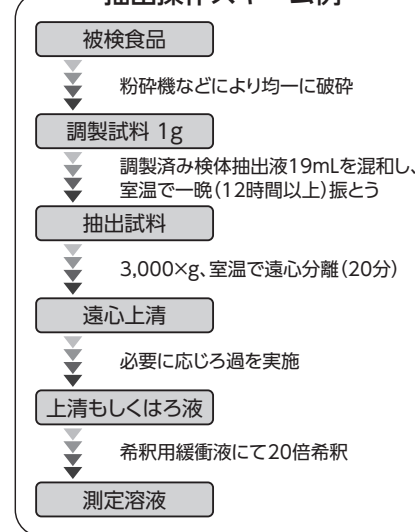 抽出操作スキーム例
被検食品
粉砕機などにより均一に破砕
調製試料 1g
調製済み検体抽出液19mLを混和し、
室温で一晩(12時間以上)振とう
抽出試料
3,000×g、室温で遠心分離(20分)
遠心上清
必要に応じろ過を実施
上清もしくはろ液
希釈用緩衝液にて20倍希釈
測定溶液